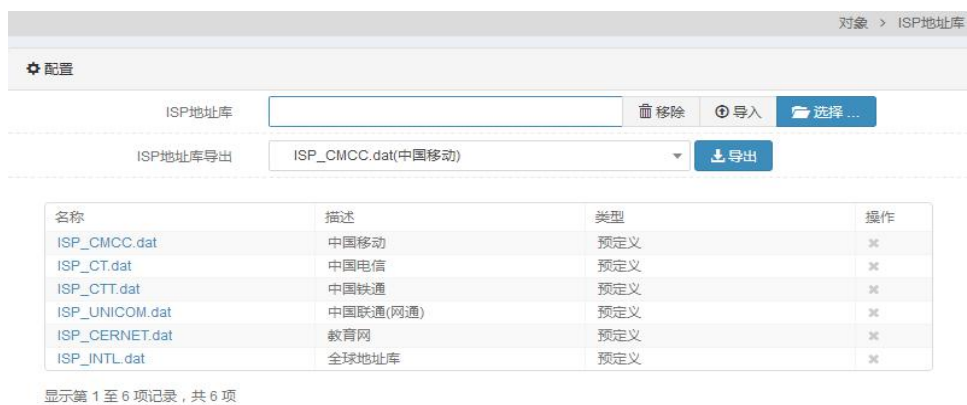 对象 > ISP地址库
配置
ISP地址库 移除 导入 选择 ...
ISP地址库导出 ISP_CMCC.dat(中国移动) 导出
名称 描述 类型 操作
ISP_CMCC.dat 中国移动 预定义
ISP_CT.dat 中国电信 预定义
ISP_CTT.dat 中国铁通 预定义
ISP_UNICOM.dat 中国联通(网通) 预定义
ISP_CERNET.dat 教育网 预定义
ISP_INTL.dat 全球地址库 预定义
显示第 1 至 6 项记录，共 6 项